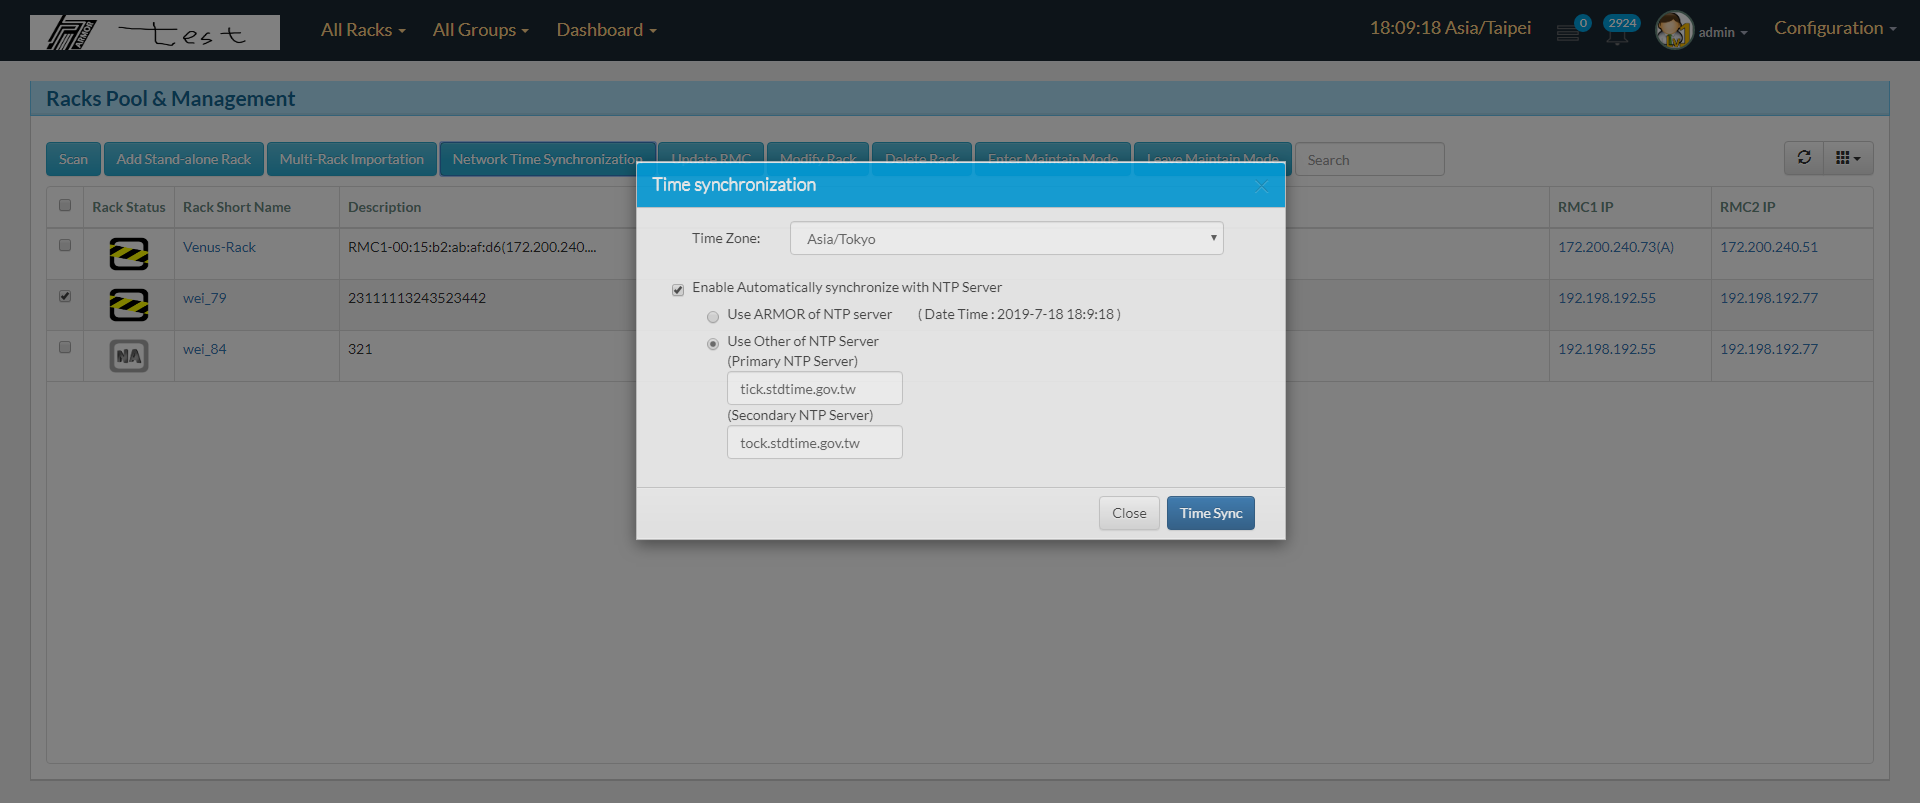 ARMOR test All Racks All Groups Dashboard 18:09:18 Asia/Taipei 0 2924 admin Configuration
Racks Pool & Management
Scan Add Stand-alone Rack Multi-Rack Importation Network Time Synchronization Update RMC Modify Rack Delete Rack Enter Maintain Mode Leave Maintain Mode Search
Rack Status Rack Short Name Description RMC1 IP RMC2 IP
Venus-Rack RMC1-00:15:b2:ab:af:d6(172.200.240.... 172.200.240.73(A) 172.200.240.51
wei_79 23111113243523442 192.198.192.55 192.198.192.77
NA wei_84 321 192.198.192.55 192.198.192.77
Time synchronization
Time Zone: Asia/Tokyo
Enable Automatically synchronize with NTP Server
Use ARMOR of NTP server ( Date Time : 2019-7-18 18:9:18 )
Use Other of NTP Server
(Primary NTP Server)
tick.stdtime.gov.tw
(Secondary NTP Server)
tock.stdtime.gov.tw
Close Time Sync